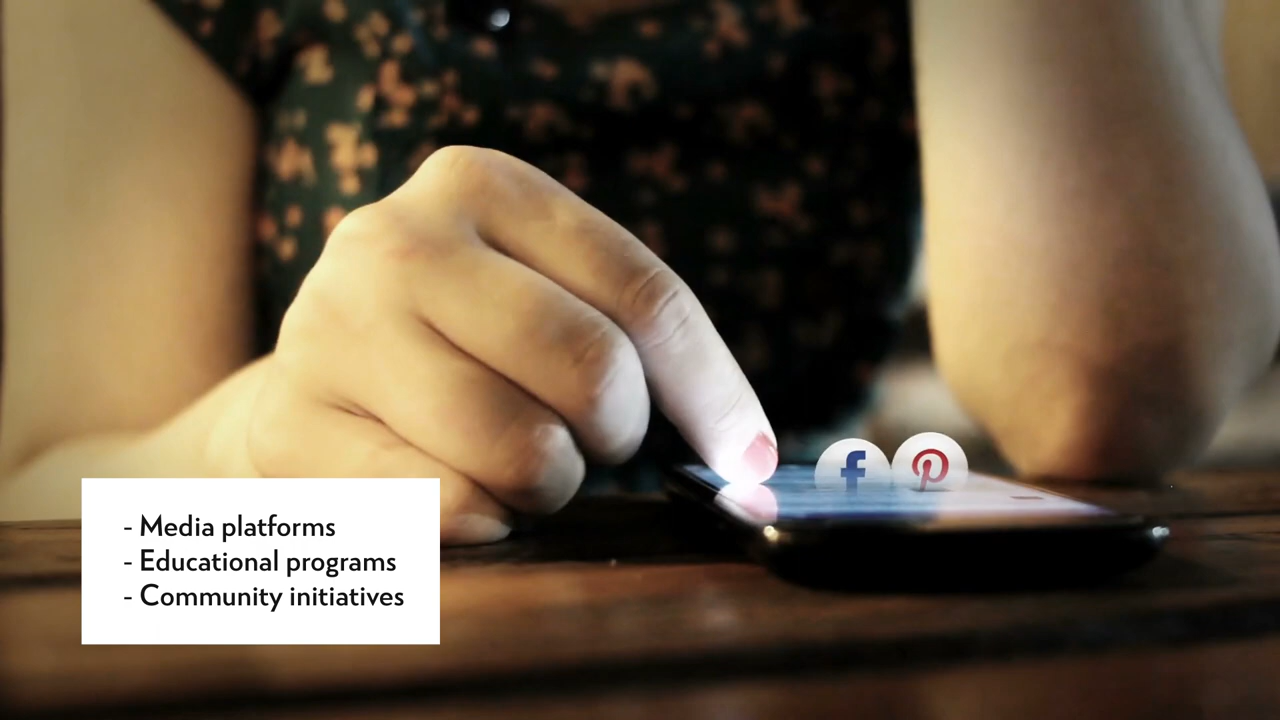 - Media platforms
- Educational programs
- Community initiatives